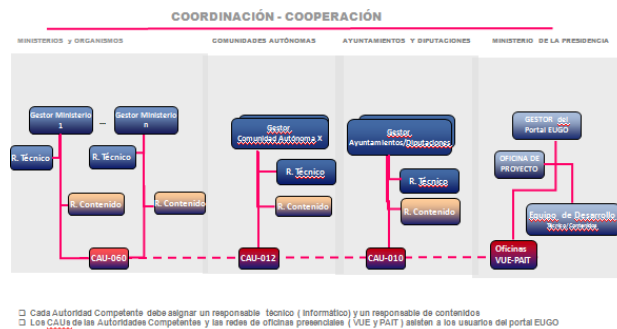 COORDINACIÓN - COOPERACIÓN
MINISTERIOS y ORGANISMOS
COMUNIDADES AUTÓNOMAS
AYUNTAMIENTOS Y DIPUTACIONES
MINISTERIO DE LA PRESIDENCIA
Gestor Ministerio
1
–
Gestor Ministerio
n
R. Técnico
R. Técnico
R. Contenido
R. Contenido
CAU-060
Gestor
Comunidad Autónoma X
R. Técnico
R. Contenido
CAU-012
Gestor
Ayuntamientos/Diputaciones
R. Técnico
R. Contenido
CAU-010
GESTOR del
Portal EUGO
OFICINA DE
PROYECTO
Equipo de Desarrollo
Técnico/Contenidos
Oficinas
VUE-PAIT
Cada Autoridad Competente debe asignar un responsable técnico ( Informático) y un responsable de contenidos
Los CAUs de las Autoridades Competentes y las redes de oficinas presenciales ( VUE y PAIT ) asisten a los usuarios del portal EUGO